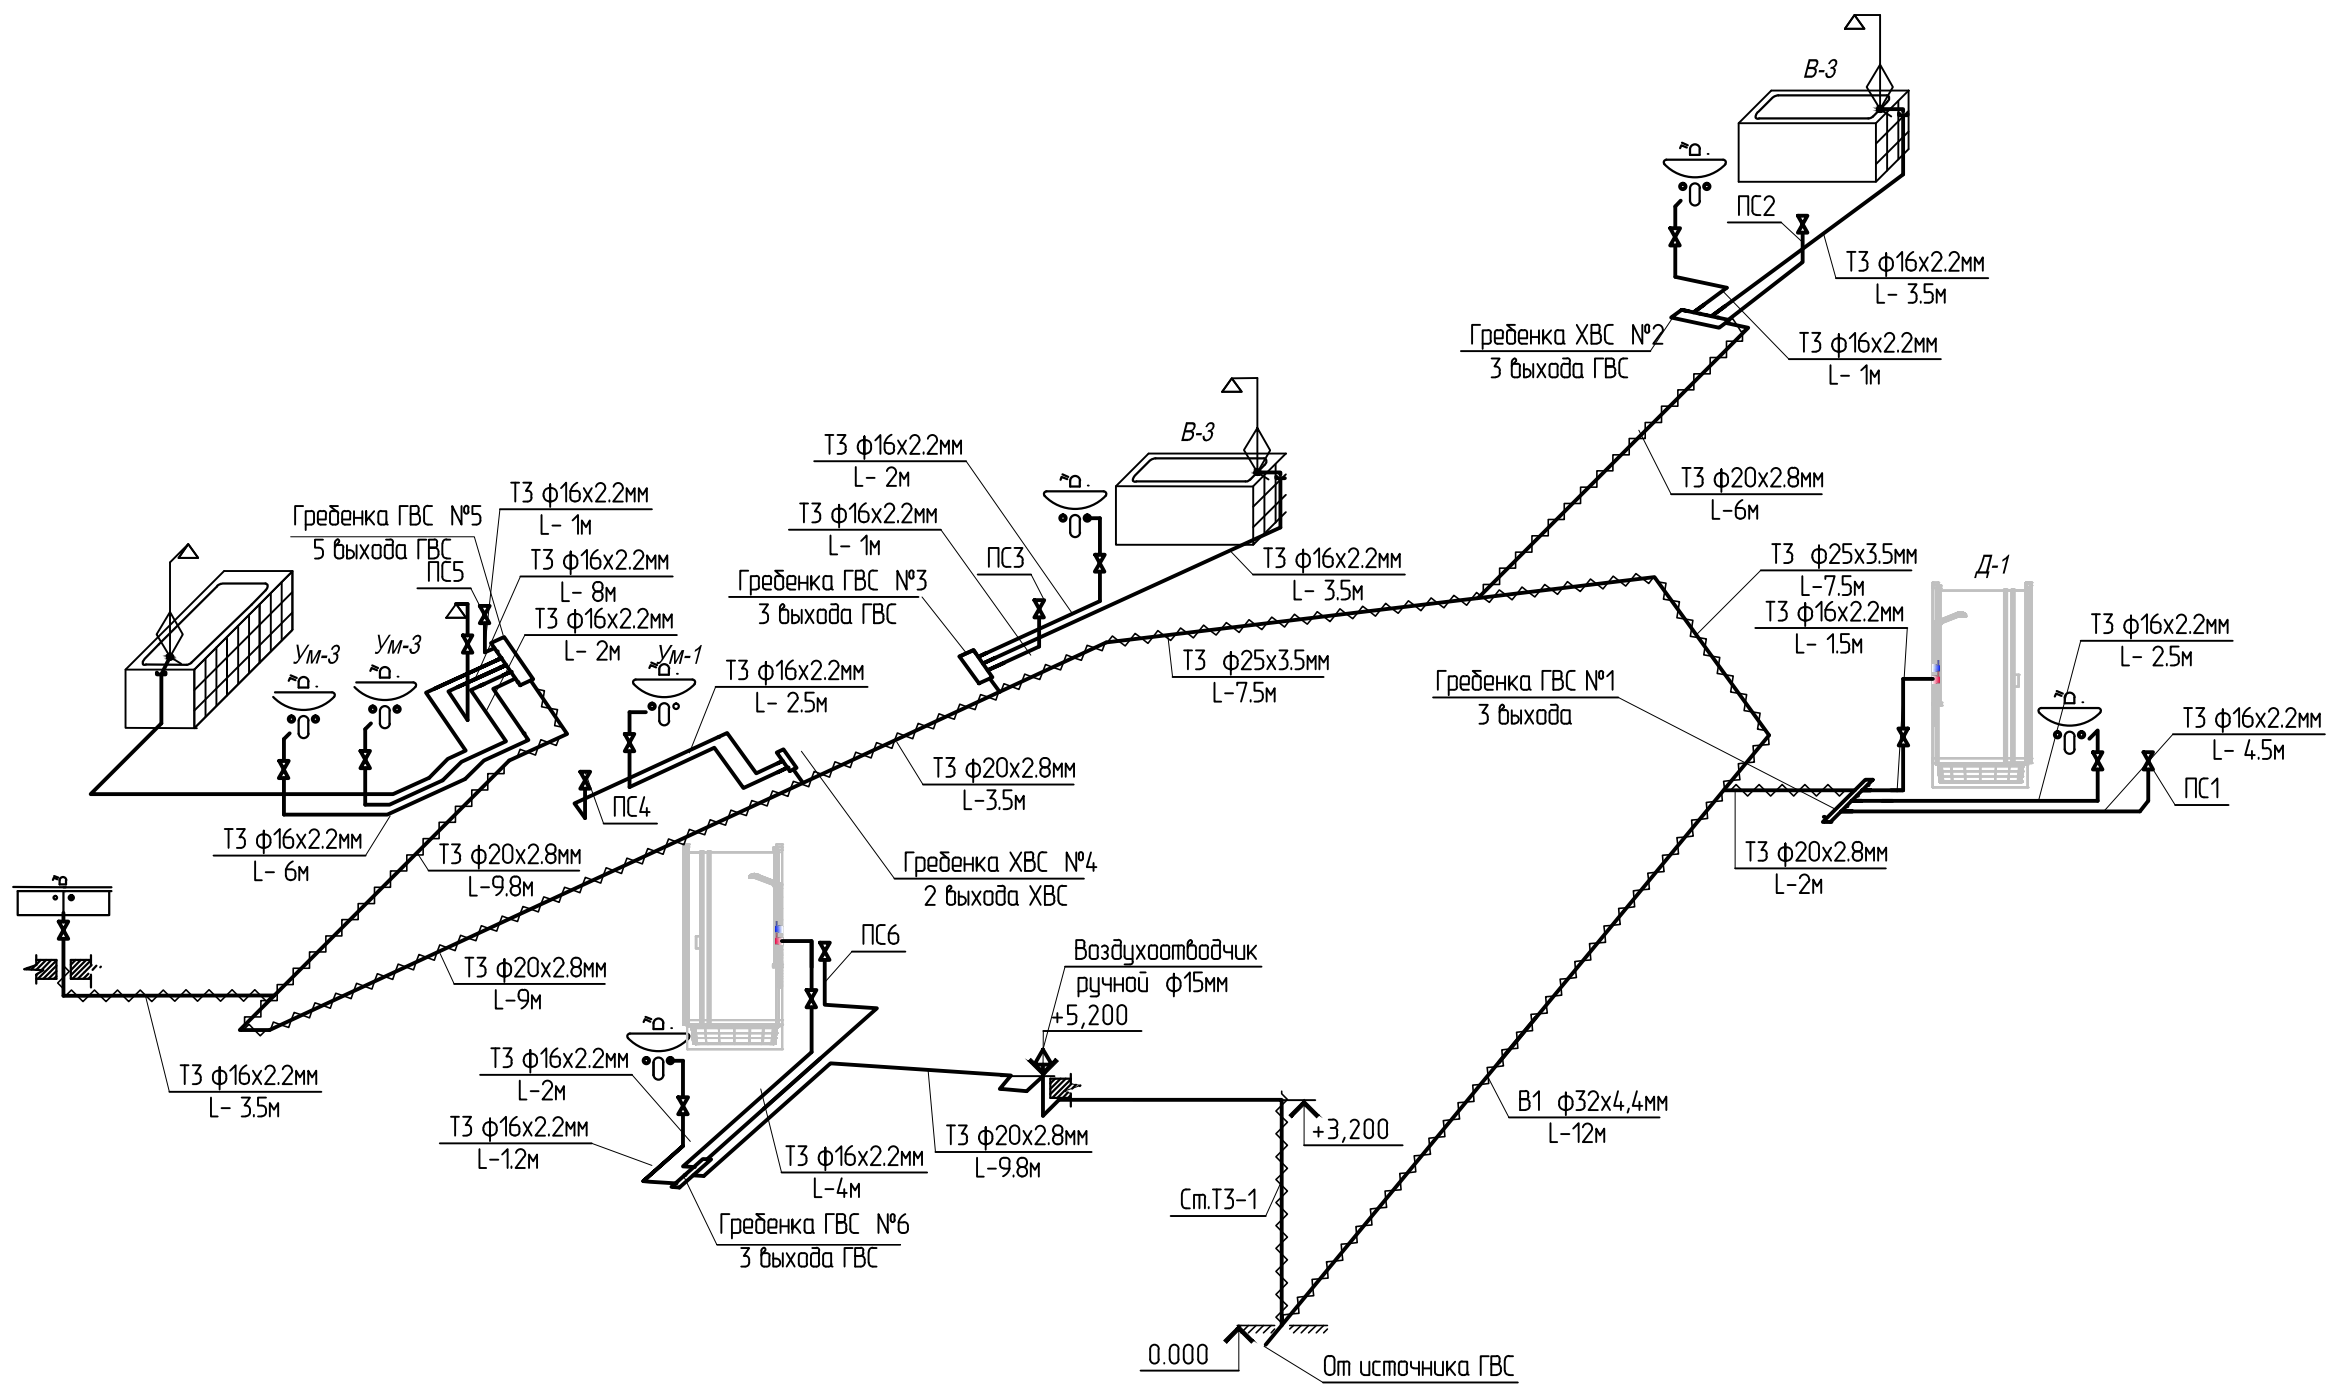 В-3
ПС2
Т3 ф16х2.2мм
L- 3.5м
Гребенка ХВС №2
3 выхода ГВС
Т3 ф16х2.2мм
L- 1м
В-3
Т3 ф16х2.2мм
L- 2м
Т3 ф20х2.8мм
L-6м
Т3 ф16х2.2мм
L- 1м
Гребенка ГВС №5
5 выхода ГВС
Т3 ф16х2.2мм
L- 1м
ПС3
Т3 ф16х2.2мм
L- 3.5м
Т3 ф25х3.5мм
L-7.5м
Д-1
Т3 ф16х2.2мм
L- 8м
ПС5
Гребенка ГВС №3
3 выхода ГВС
Т3 ф16х2.2мм
L- 1.5м
Т3 ф16х2.2мм
L- 2.5м
Т3 ф16х2.2мм
L- 2м
Ум-3
Ум-3
Ум-1
Т3 ф16х2.2мм
L- 2.5м
Т3 ф25х3.5мм
L-7.5м
Гребенка ГВС №1
3 выхода
Т3 ф16х2.2мм
L- 4.5м
Т3 ф20х2.8мм
L-3.5м
ПС1
ПС4
Т3 ф16х2.2мм
L- 6м
Т3 ф20х2.8мм
L-9.8м
Гребенка ХВС №4
2 выхода ХВС
Т3 ф20х2.8мм
L-2м
ПС6
Воздухоотводчик
ручной ф15мм
+5,200
Т3 ф20х2.8мм
L-9м
Т3 ф16х2.2мм
L- 3.5м
Т3 ф16х2.2мм
L-2м
Т3 ф16х2.2мм
L-1.2м
Т3 ф16х2.2мм
L-4м
Т3 ф20х2.8мм
L-9.8м
+3,200
В1 ф32х4,4мм
L-12м
Ст.Т3-1
Гребенка ГВС №6
3 выхода ГВС
0.000
От источника ГВС